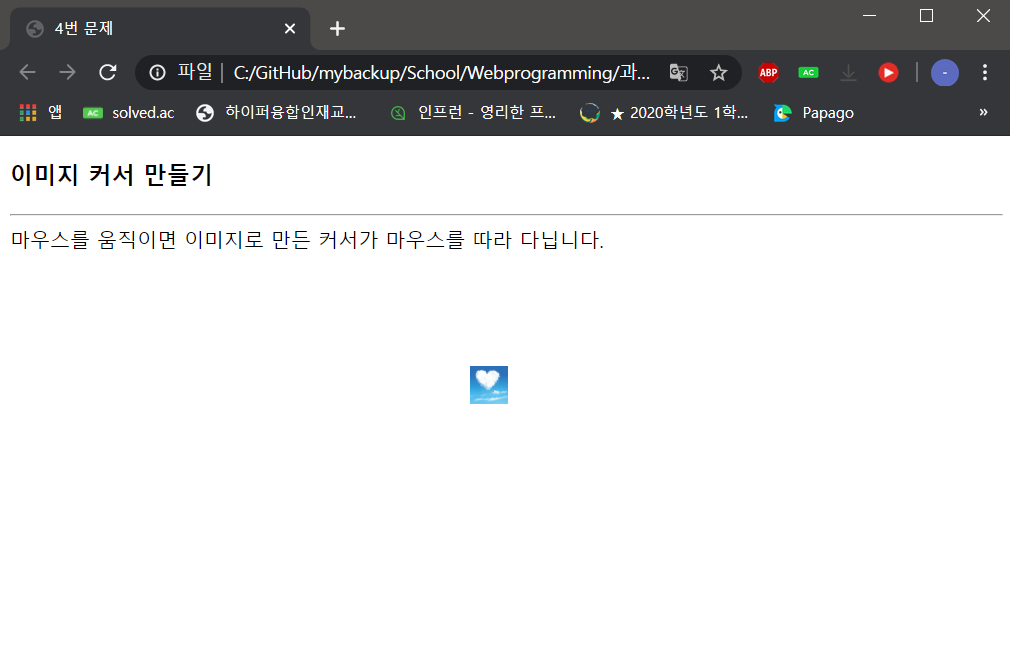 4번 문제
파일 | C:/GitHub/mybackup/School/Webprogramming/과...
ABP
AC
-
앱 AC solved.ac 하이퍼융합인재교... 인프런 - 영리한 프... ★ 2020학년도 1학... Papago »
이미지 커서 만들기
마우스를 움직이면 이미지로 만든 커서가 마우스를 따라 다닙니다.